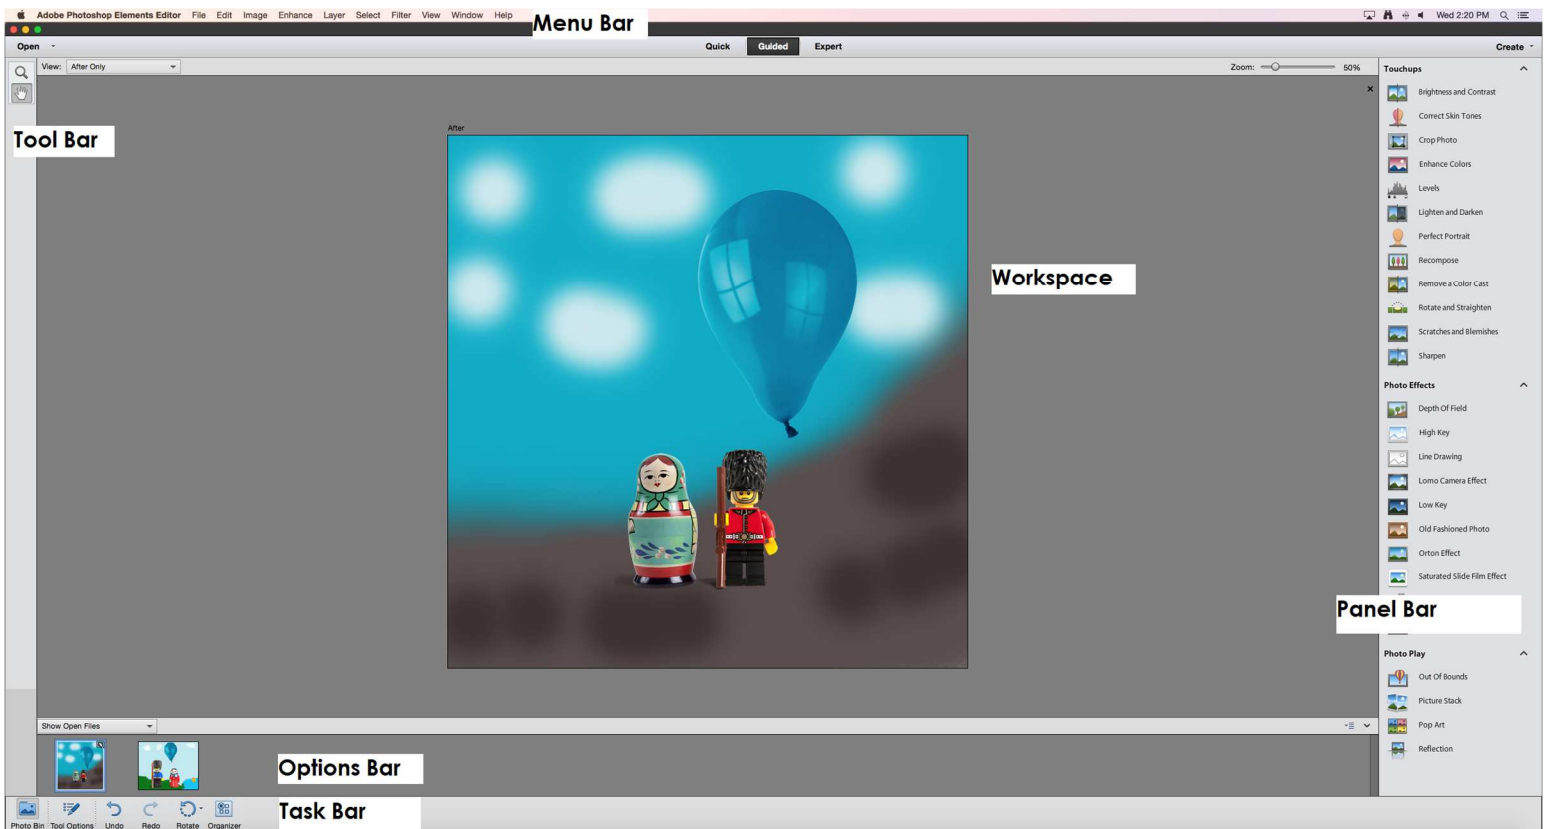 Adobe Photoshop Elements Editor File Edit Image Enhance Layer Select Filter View Window Help
Menu Bar
Wed 2:20 PM
Open
Quick Guided Expert
Create
View: After Only
Zoom: 50%
Tool Bar
After
Workspace
Touchups
Brightness and Contrast
Correct Skin Tones
Crop Photo
Enhance Colors
Levels
Lighten and Darken
Perfect Portrait
Recompose
Remove a Color Cast
Rotate and Straighten
Scratches and Blemishes
Sharpen
Photo Effects
Depth Of Field
High Key
Line Drawing
Lomo Camera Effect
Low Key
Old Fashioned Photo
Orton Effect
Saturated Slide Film Effect
Panel Bar
Photo Play
Out Of Bounds
Picture Stack
Pop Art
Reflection
Show Open Files
Options Bar
Photo Bin Tool Options Undo Redo Rotate Organizer
Task Bar